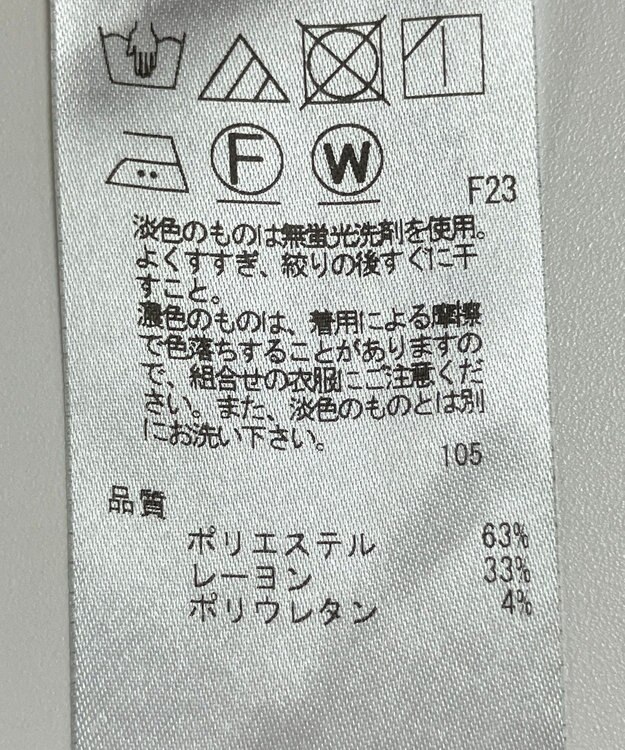 F
W
F23
淡色のものは無蛍光洗剤を使用。
よくすすぎ、絞りの後すぐに干
すこと。
濃色のものは、着用による摩擦
で色落ちすることがありますの
で、組合せの衣服にご注意くだ
さい。また、淡色のものとは別
にお洗い下さい。
105
品質
ポリエステル 63%
レーヨン 33%
ポリウレタン 4%